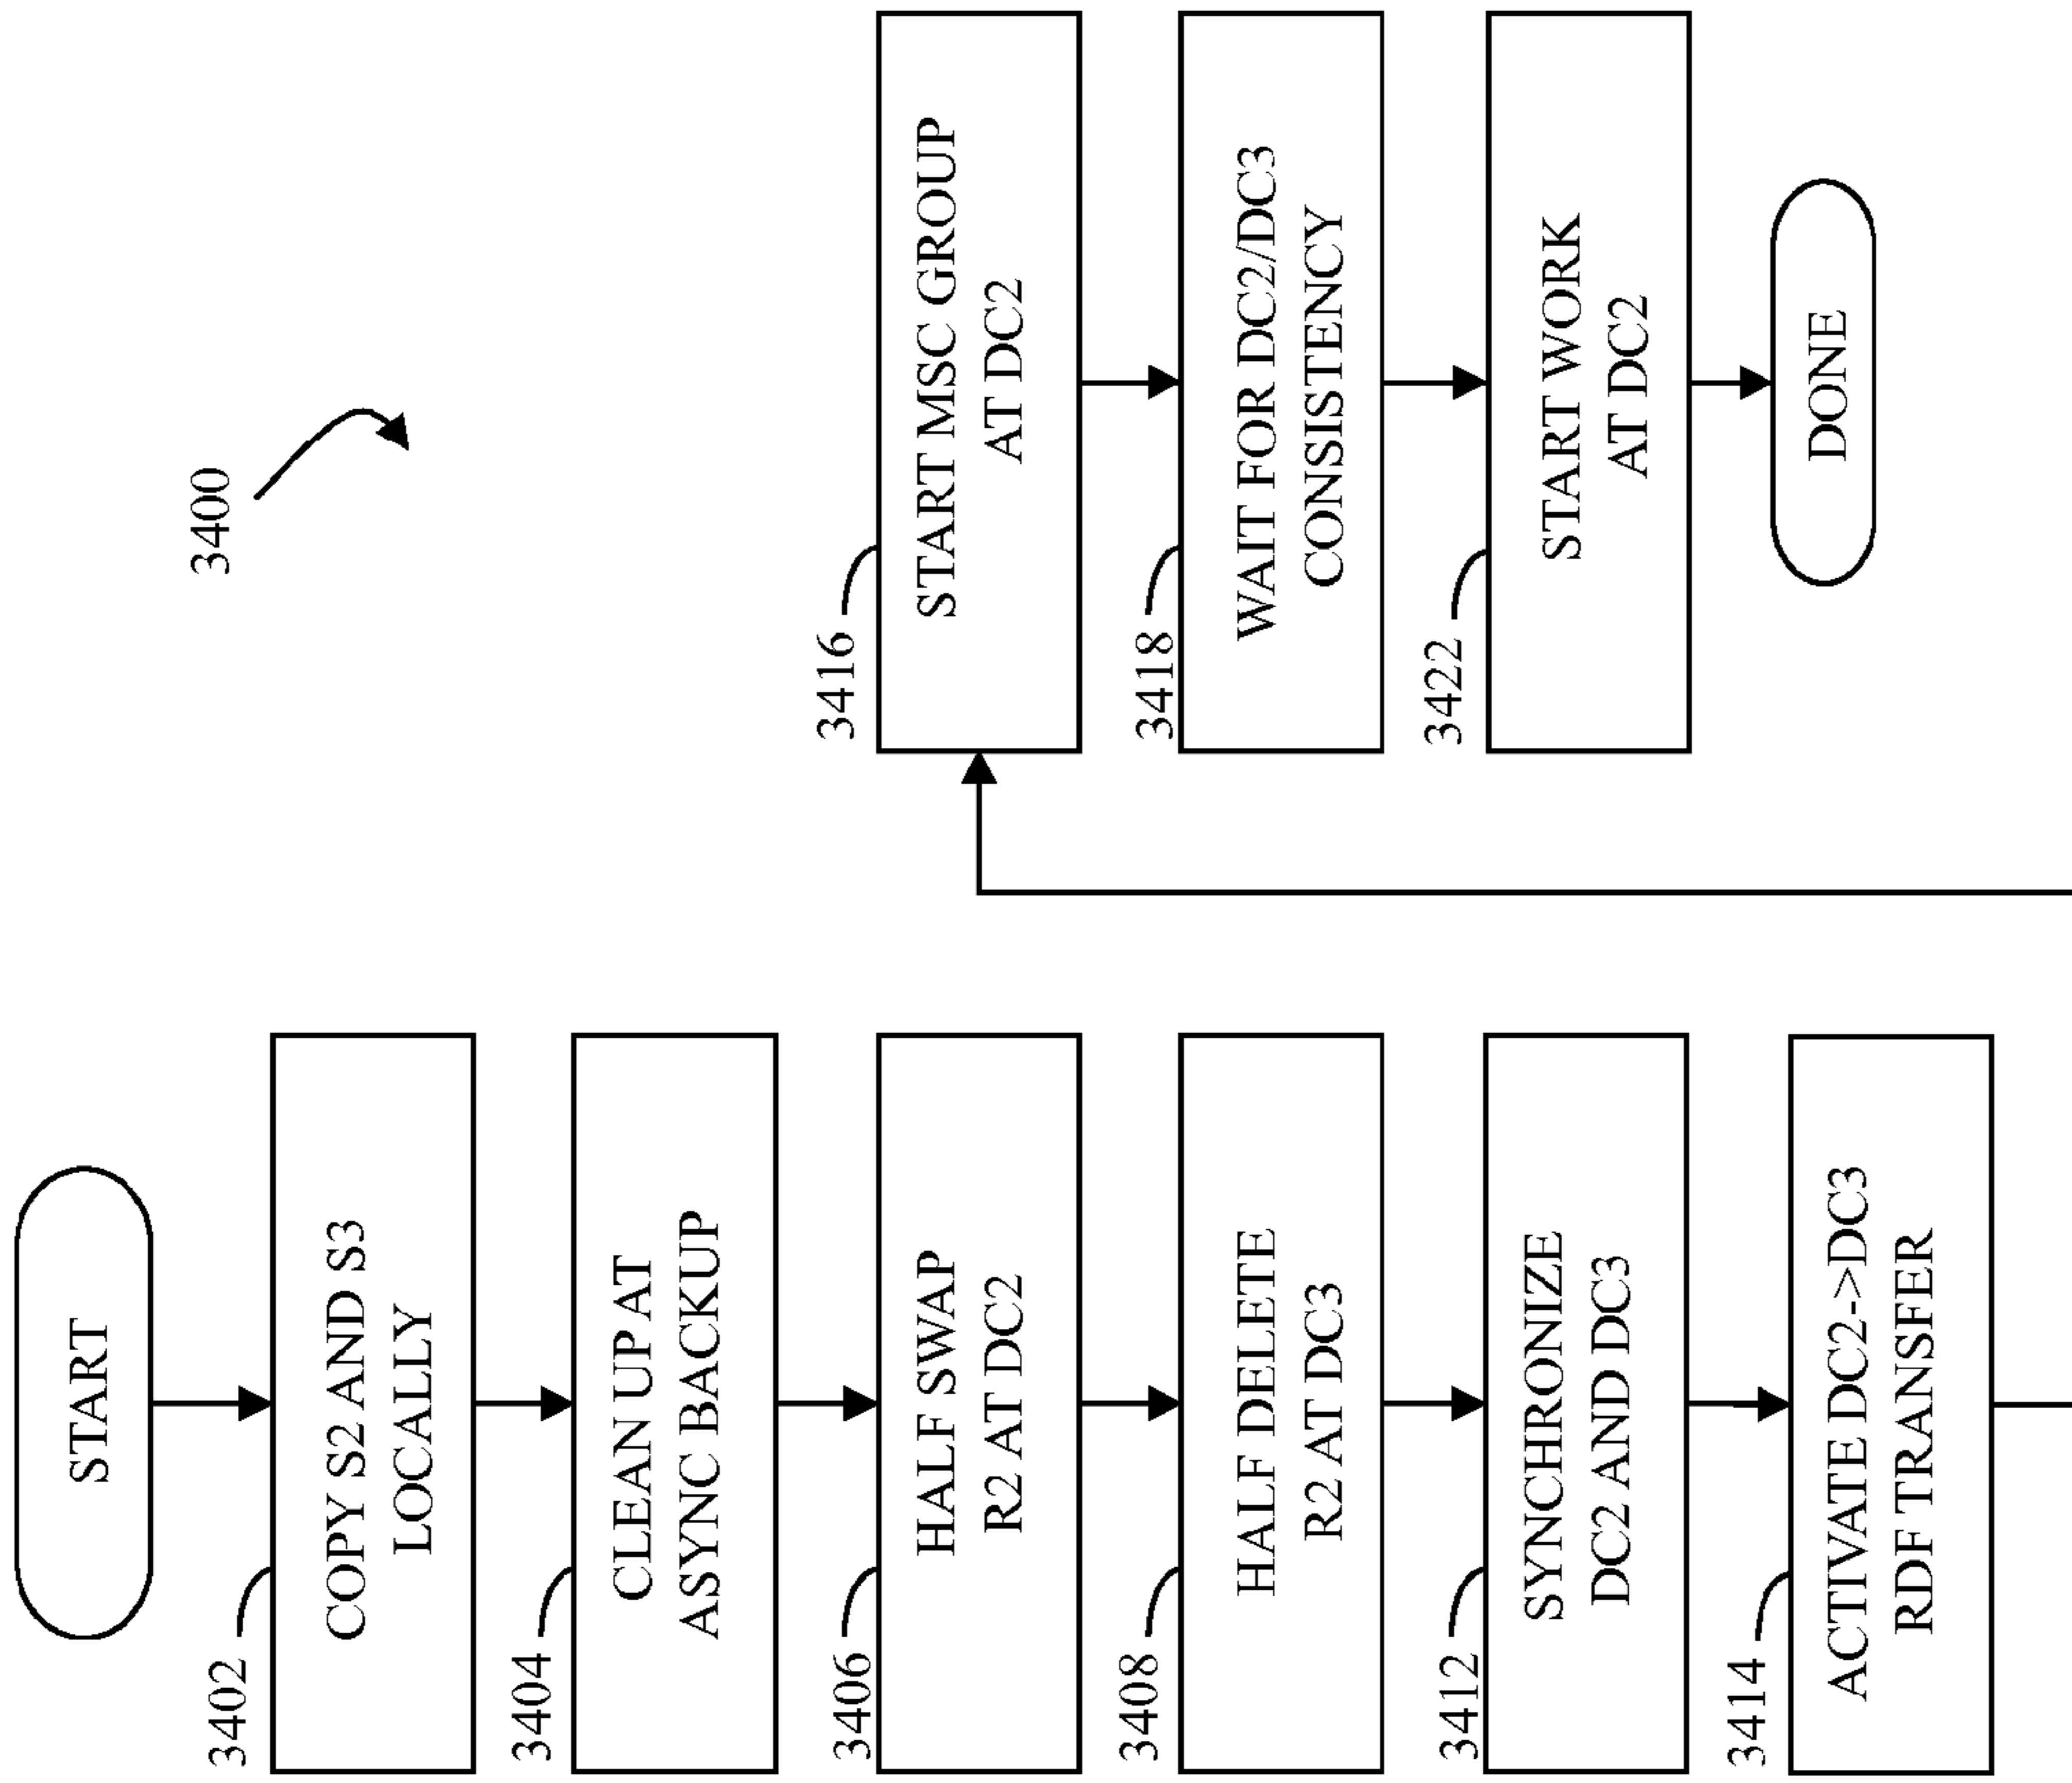 3400
START
3402
COPY S2 AND S3
LOCALLY
3404
CLEAN UP AT
ASYNC BACKUP
3406
HALF SWAP
R2 AT DC2
3408
HALF DELETE
R2 AT DC3
3412
SYNCHRONIZE
DC2 AND DC3
3414
ACTIVATE DC2->DC3
RDF TRANSFER
3416
START MSC GROUP
AT DC2
3418
WAIT FOR DC2/DC3
CONSISTENCY
3422
START WORK
AT DC2
DONE